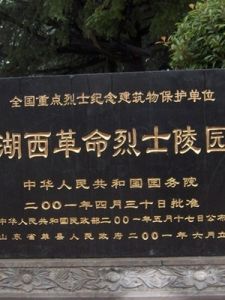 全国重点烈士纪念建筑物保护单位
湖西革命烈士陵园
中华人民共和国国务院
二〇〇一年四月三十日批准
中华人民共和国民政部二〇〇一年五月十七日公布
山东省单县人民政府二〇〇一年六月立